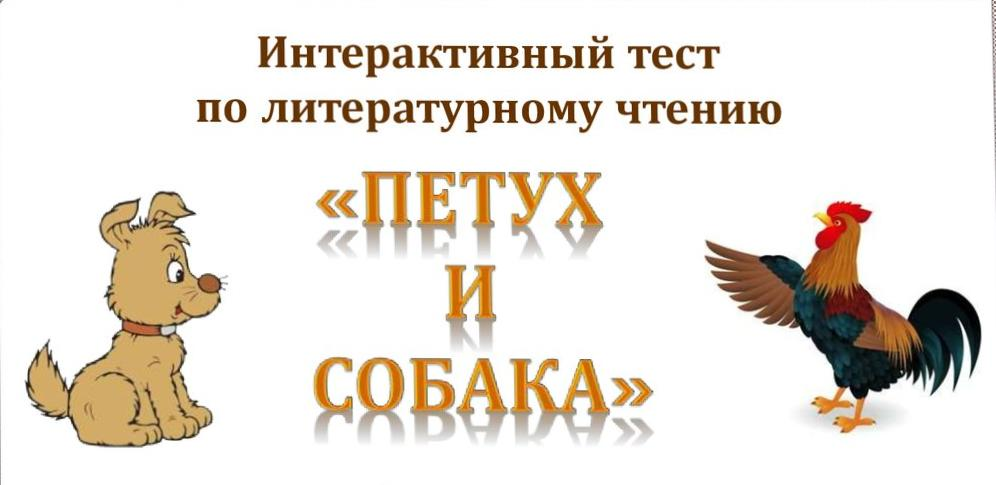 Интерактивный тест
по литературному чтению
«ПЕТУХ
И
СОБАКА»